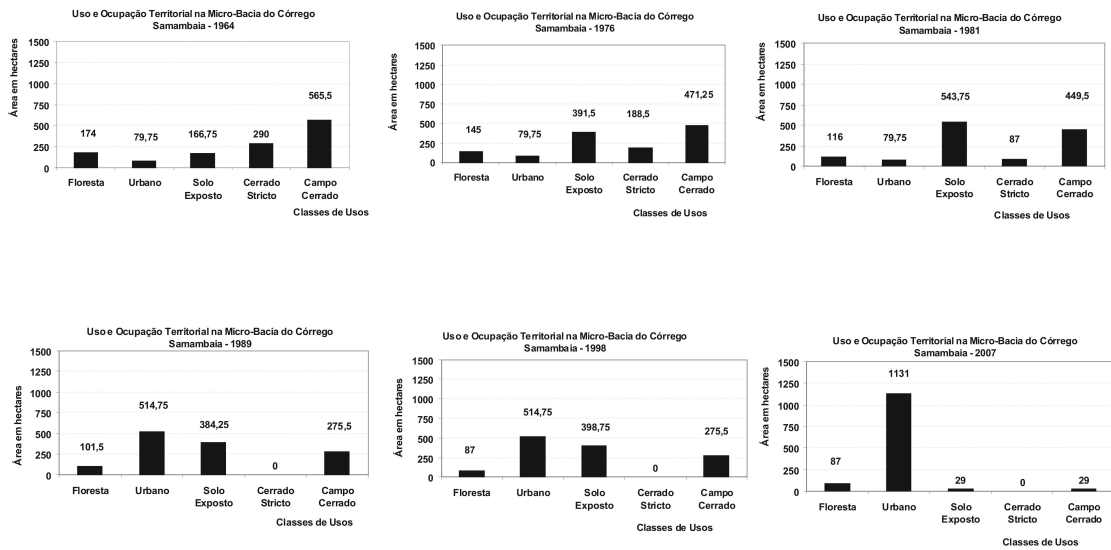 Uso e Ocupação Territorial na Micro-Bacia do Córrego
Samambaia - 1964
Área em hectares
1500
1250
1000
750
500
250
0
174
79,75
166,75
290
565,5
Floresta Urbano Solo Cerrado Campo
Exposto Stricto Cerrado
Classes de Usos
Uso e Ocupação Territorial na Micro-Bacia do Córrego
Samambaia - 1976
Área em hectares
1500
1250
1000
750
500
250
0
145
79,75
391,5
188,5
471,25
Floresta Urbano Solo Cerrado Campo
Exposto Stricto Cerrado
Classes de Usos
Uso e Ocupação Territorial na Micro-Bacia do Córrego
Samambaia - 1981
Área em hectares
1500
1250
1000
750
500
250
0
116
79,75
543,75
87
449,5
Floresta Urbano Solo Cerrado Campo
Exposto Stricto Cerrado
Classes de Usos
Uso e Ocupação Territorial na Micro-Bacia do Córrego
Samambaia - 1989
Área em hectares
1500
1250
1000
750
500
250
0
101,5
514,75
384,25
0
275,5
Floresta Urbano Solo Cerrado Campo
Exposto Stricto Cerrado
Classes de Usos
Uso e Ocupação Territorial na Micro-Bacia do Córrego
Samambaia - 1998
Área em hectares
1500
1250
1000
750
500
250
0
87
514,75
398,75
0
275,5
Floresta Urbano Solo Cerrado Campo
Exposto Stricto Cerrado
Classes de Usos
Uso e Ocupação Territorial na Micro-Bacia do Córrego
Samambaia - 2007
Área em hectares
1500
1250
1000
750
500
250
0
87
1131
29
0
29
Floresta Urbano Solo Cerrado Campo
Exposto Stricto Cerrado
Classes de Usos